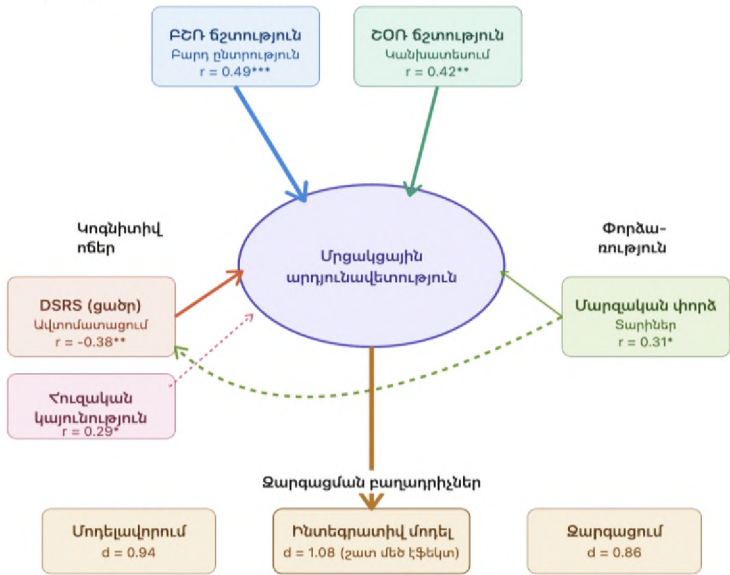 ԲՇՌ ճշտություն
Բարդ ընտրություն
r = 0.49***
ՇՕՌ ճշտություն
Կանխատեսում
r = 0.42**
Կոգնիտիվ
ոճեր
Մրցակցային
արդյունավետություն
Փորձա-
ռություն
DSRS (ցածր)
Ավտոմատացում
r = -0.38**
Մարզական փորձ
Տարիներ
r = 0.31*
Հուզական
կայունություն
r = 0.29*
Զարգացման բաղադրիչներ
Մոդելավորում
d = 0.94
Ինտեգրատիվ մոդել
d = 1.08 (շատ մեծ էֆեկտ)
Զարգացում
d = 0.86